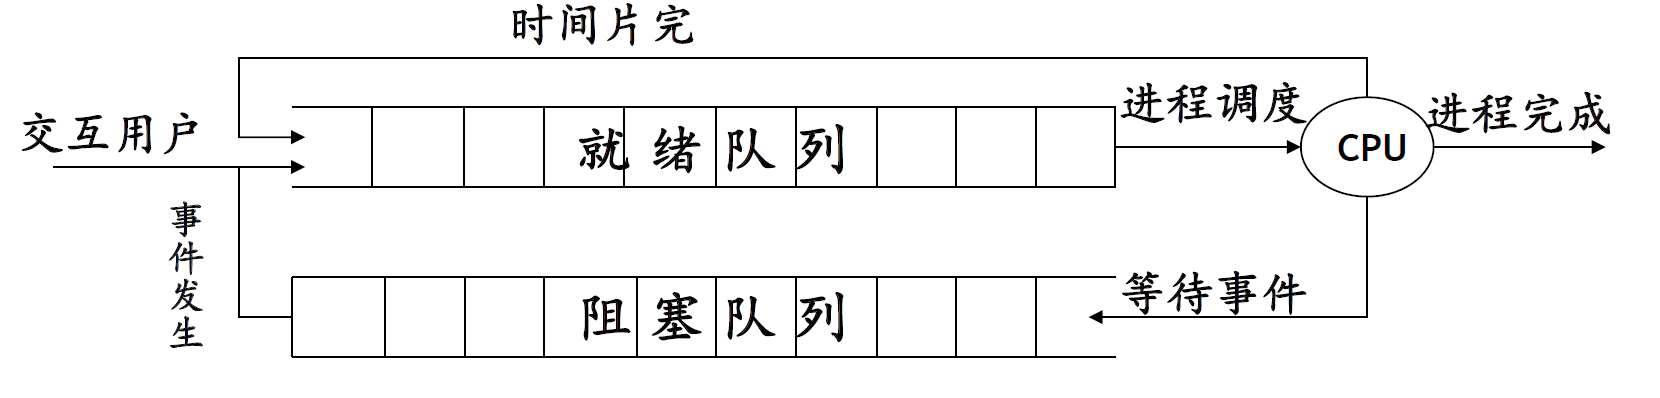 时间片完
交互用户
就绪队列
进程调度
CPU
进程完成
事件发生
阻塞队列
等待事件